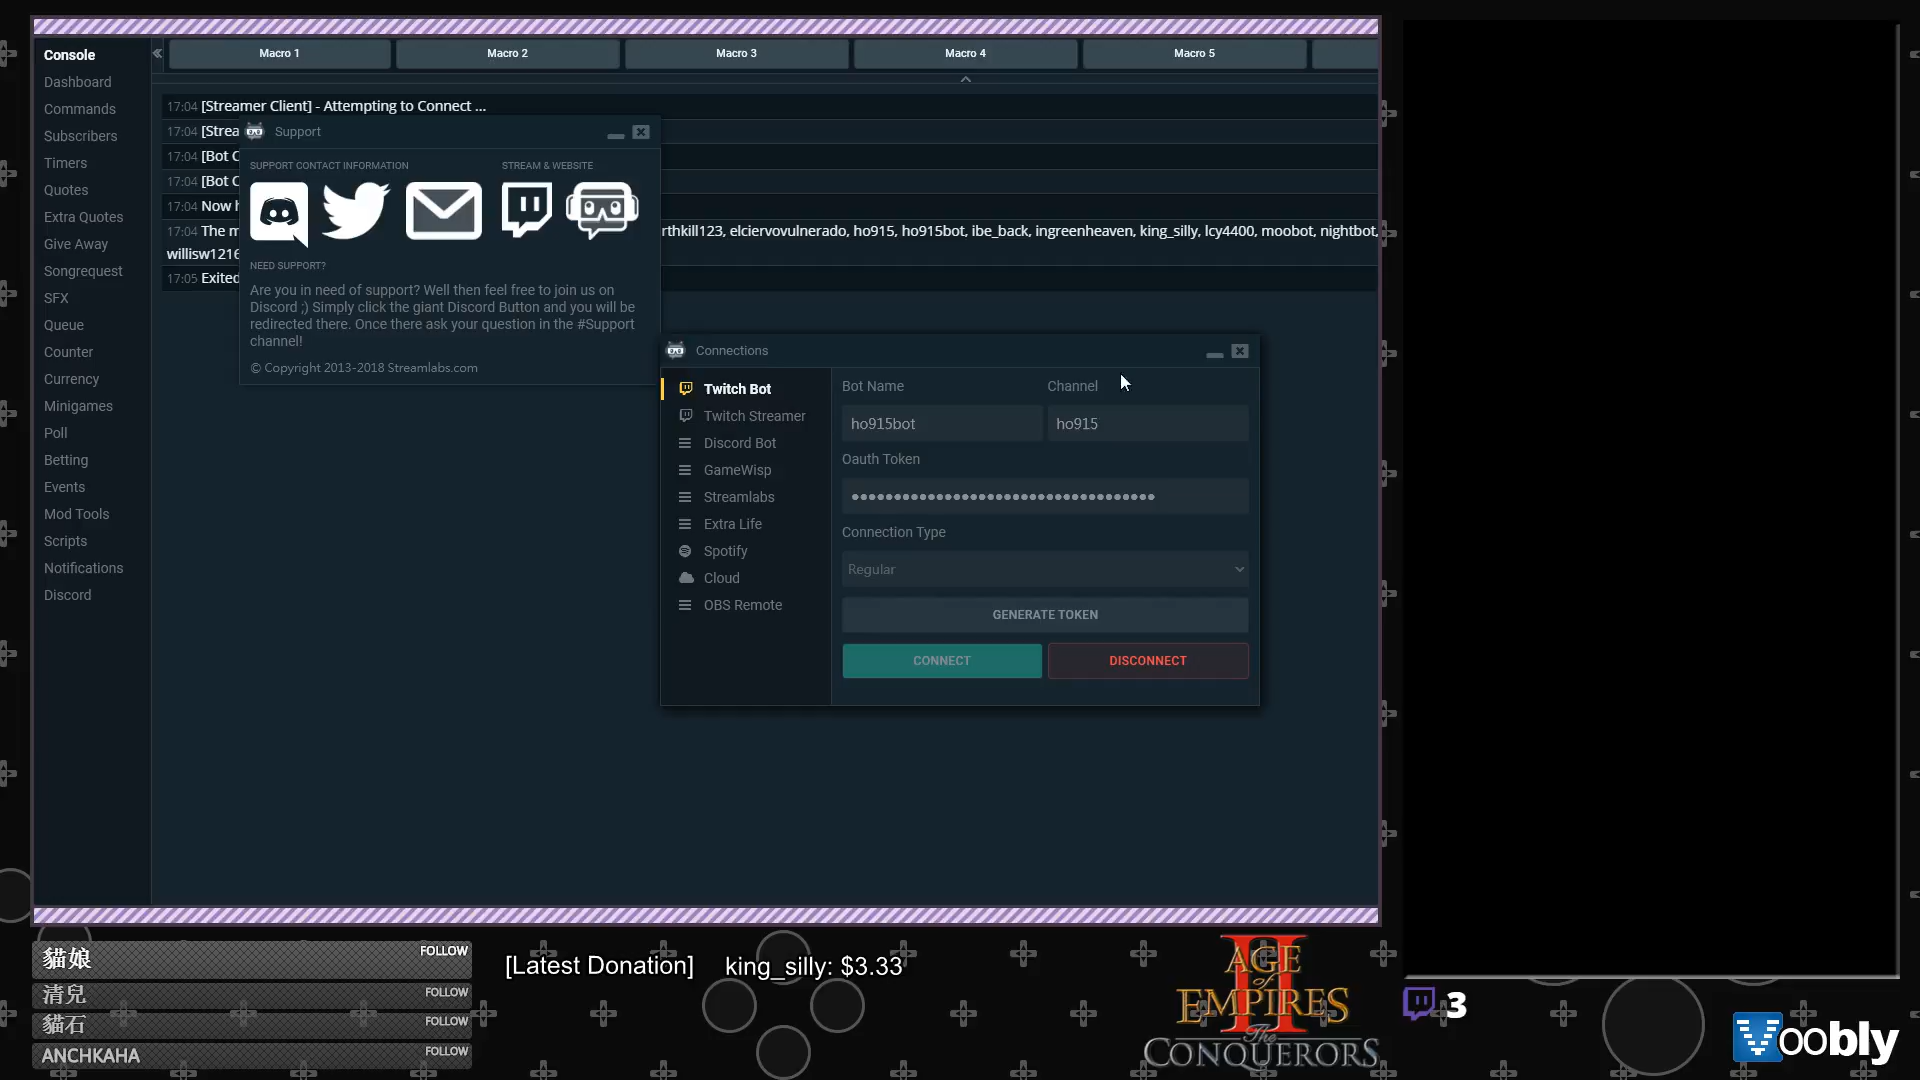 Console
Macro 1
Macro 2
Macro 3
Macro 4
Macro 5
Dashboard
Commands
Subscribers
Timers
Quotes
Extra Quotes
Give Away
Songrequest
SFX
Queue
Counter
Currency
Minigames
Poll
Betting
Events
Mod Tools
Scripts
Notifications
Discord
17:04 [Streamer Client] - Attempting to Connect ...
17:04 [Strea
17:04 [Bot C
17:04 [Bot C
17:04 Now h
17:04 The m
rthkill123, elciervovulnerado, ho915, ho915bot, ibe_back, ingreenheaven, king_silly, lcy4400, moobot, nightbot,
willisw1216
17:05 Exited
Support
SUPPORT CONTACT INFORMATION
STREAM & WEBSITE
NEED SUPPORT?
Are you in need of support? Well then feel free to join us on
Discord ;) Simply click the giant Discord Button and you will be
redirected there. Once there ask your question in the #Support
channel!
© Copyright 2013-2018 Streamlabs.com
Connections
Twitch Bot
Twitch Streamer
Discord Bot
GameWisp
Streamlabs
Extra Life
Spotify
Cloud
OBS Remote
Bot Name
Channel
ho915bot
ho915
Oauth Token
Connection Type
Regular
GENERATE TOKEN
CONNECT
DISCONNECT
貓娘 FOLLOW
清兒 FOLLOW
貓石 FOLLOW
ANCHKAHA FOLLOW
[Latest Donation] king_silly: $3.33
AGE
of
EMPIRES
II
The
CONQUERORS
3
Voobly